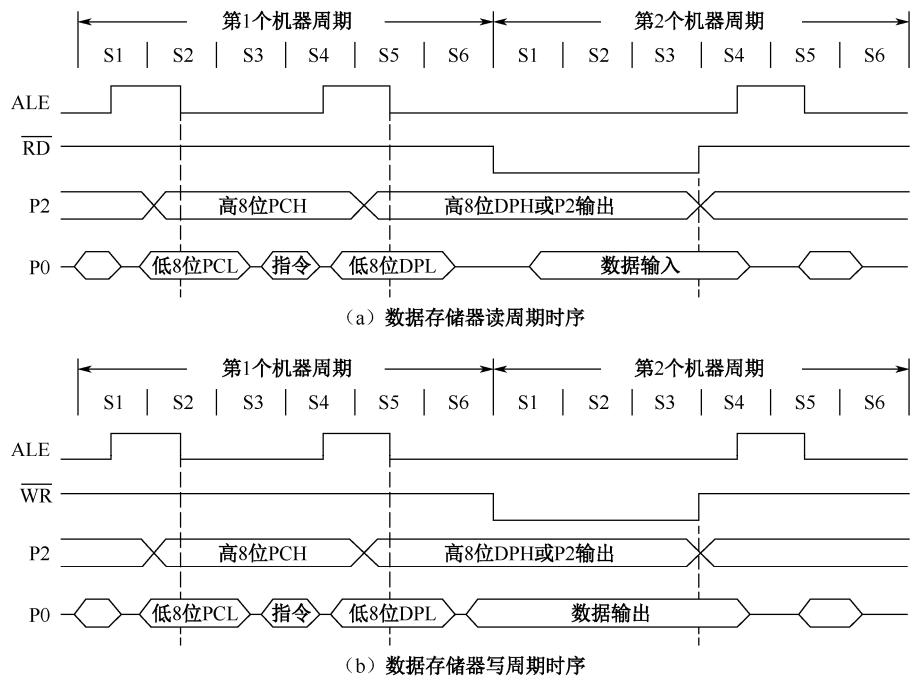 第1个机器周期 第2个机器周期
S1 S2 S3 S4 S5 S6 S1 S2 S3 S4 S5 S6
ALE
R̅D̅
P2 高8位PCH 高8位DPH或P2输出
P0 低8位PCL 指令 低8位DPL 数据输入
（a）数据存储器读周期时序
第1个机器周期 第2个机器周期
S1 S2 S3 S4 S5 S6 S1 S2 S3 S4 S5 S6
ALE
W̅R̅
P2 高8位PCH 高8位DPH或P2输出
P0 低8位PCL 指令 低8位DPL 数据输出
（b）数据存储器写周期时序